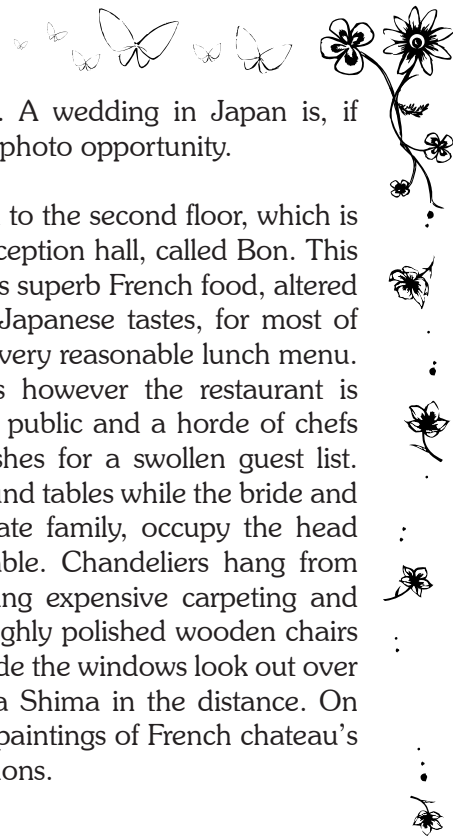 . A wedding in Japan is, if
photo opportunity.
to the second floor, which is
ception hall, called Bon. This
s superb French food, altered
Japanese tastes, for most of
very reasonable lunch menu.
s however the restaurant is
public and a horde of chefs
shes for a swollen guest list.
und tables while the bride and
ate family, occupy the head
ble. Chandeliers hang from
ng expensive carpeting and
ghly polished wooden chairs
de the windows look out over
a Shima in the distance. On
paintings of French chateau's
ons.